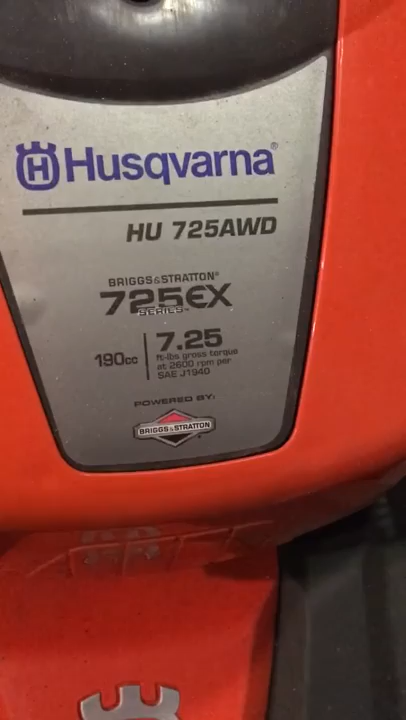 H Husqvarna®
HU 725AWD
BRIGGS&STRATTON®
725EX
SERIES™
190cc
7.25
ft-lbs gross torque
at 2600 rpm per
SAE J1940
POWERED BY:
BRIGGS&STRATTON®